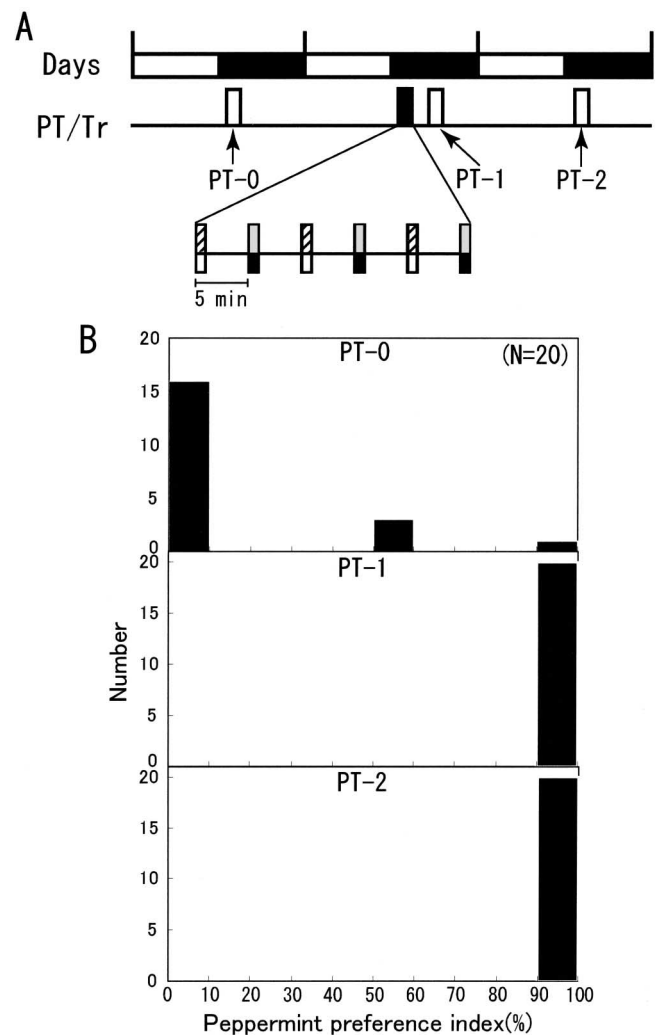 A
Days
PT/Tr
PT-0
PT-1
PT-2
5 min
B
PT-0
(N=20)
20
15
10
5
0
PT-1
20
15
10
5
0
PT-2
20
15
10
5
0
Number
0 10 20 30 40 50 60 70 80 90 100
Peppermint preference index(%)